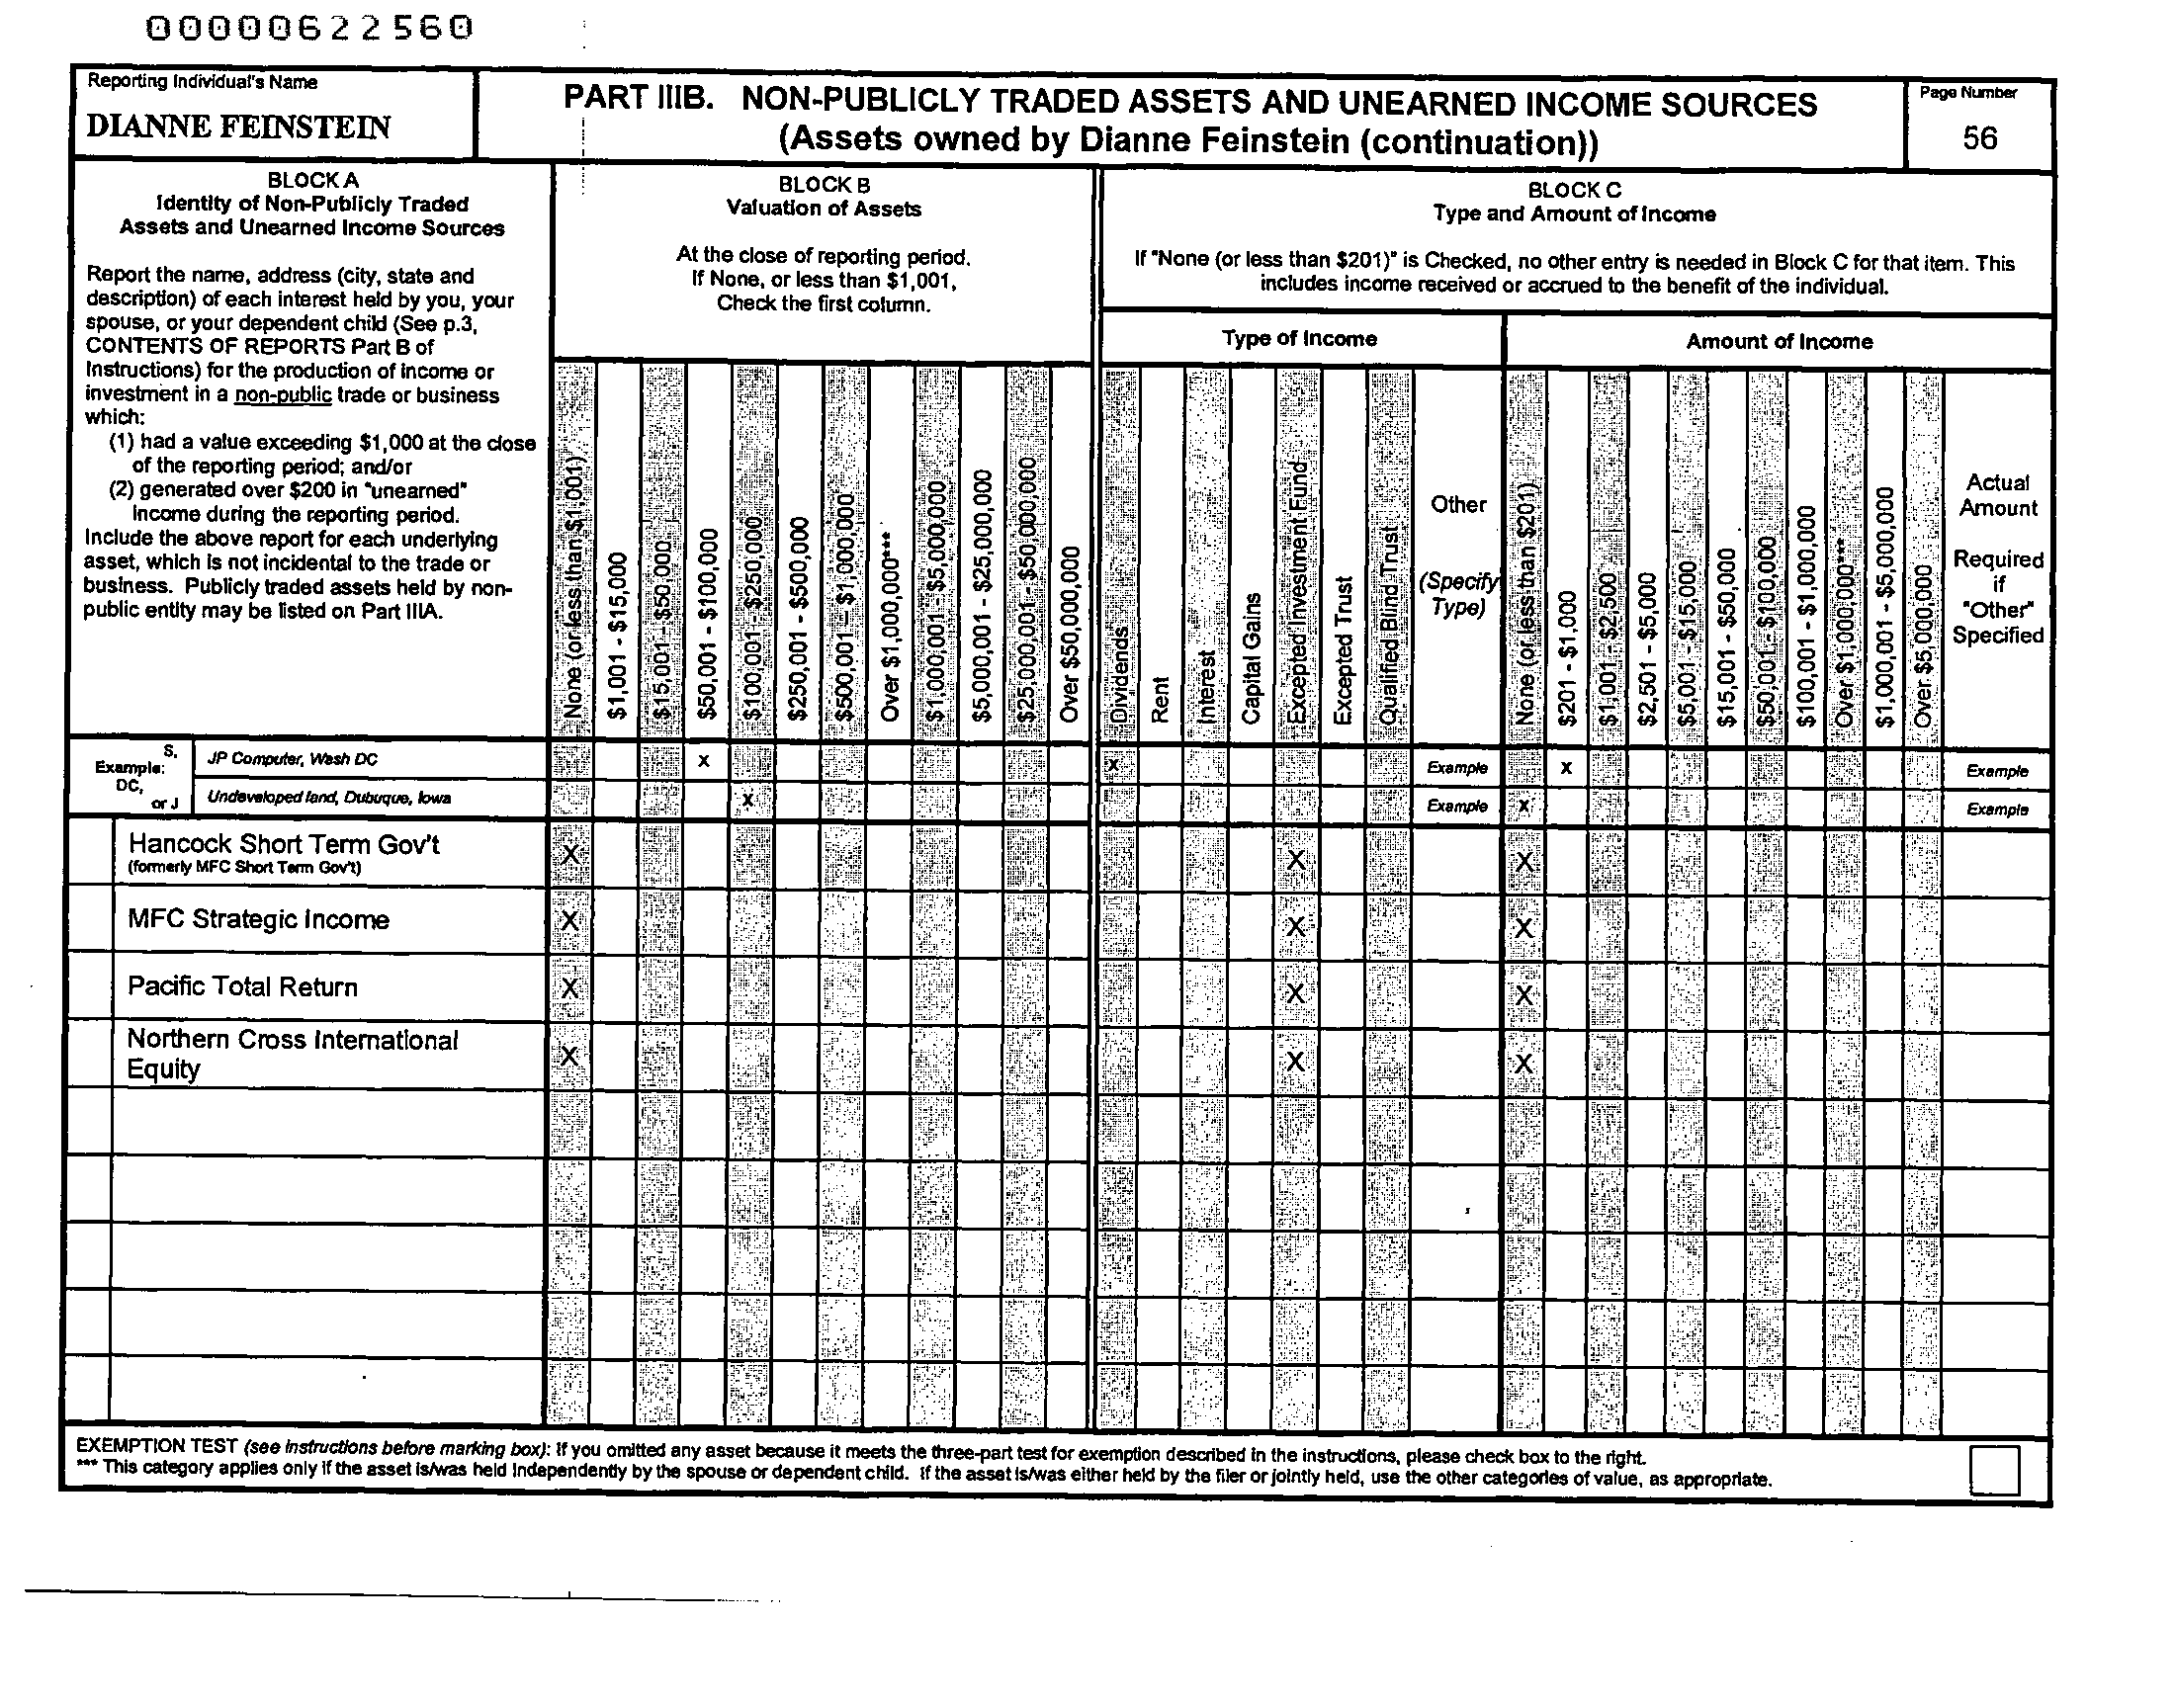 00000622560
Reporting Individual's Name
DIANNE FEINSTEIN
PART IIIB. NON-PUBLICLY TRADED ASSETS AND UNEARNED INCOME SOURCES
(Assets owned by Dianne Feinstein (continuation))
Page Number
56
BLOCK A
Identity of Non-Publicly Traded
Assets and Unearned Income Sources
Report the name, address (city, state and
description) of each interest held by you, your
spouse, or your dependent child (See p.3,
CONTENTS OF REPORTS Part B of
Instructions) for the production of income or
investment in a non-public trade or business
which:
(1) had a value exceeding $1,000 at the close
of the reporting period; and/or
(2) generated over $200 in "unearned"
income during the reporting period.
Include the above report for each underlying
asset, which is not incidental to the trade or
business. Publicly traded assets held by non-
public entity may be listed on Part IIIA.
BLOCK B
Valuation of Assets
At the close of reporting period.
If None, or less than $1,001,
Check the first column.
None (or less than $1,001)
$1,001 - $15,000
$15,001 - $50,000
$50,001 - $100,000
$100,001 - $250,000
$250,001 - $500,000
$500,001 - $1,000,000
Over $1,000,000***
$1,000,001 - $5,000,000
$5,000,001 - $25,000,000
$25,000,001 - $50,000,000
Over $50,000,000
BLOCK C
Type and Amount of Income
If "None (or less than $201)" is Checked, no other entry is needed in Block C for that item. This
includes income received or accrued to the benefit of the individual.
Type of Income
Amount of Income
Dividends
Rent
Interest
Capital Gains
Excepted Investment Fund
Excepted Trust
Qualified Blind Trust
Other
(Specify
Type)
None (or less than $201)
$201 - $1,000
$1,001 - $2,500
$2,501 - $5,000
$5,001 - $15,000
$15,001 - $50,000
$50,001 - $100,000
$100,001 - $1,000,000
Over $1,000,000***
$1,000,001 - $5,000,000
Over $5,000,000
Actual
Amount
Required
if
"Other"
Specified
Example:
S,
DC,
or J
JP Computer, Wash DC X X Example X Example
Undeveloped land, Dubuque, Iowa X Example X Example
Hancock Short Term Gov't X X X
(formerly MFC Short Term Gov't)
MFC Strategic Income X X X
Pacific Total Return X X X
Northern Cross International
Equity X X X
EXEMPTION TEST (see instructions before marking box): If you omitted any asset because it meets the three-part test for exemption described in the instructions, please check box to the right.
*** This category applies only if the asset is/was held independently by the spouse or dependent child. If the asset is/was either held by the filer or jointly held, use the other categories of value, as appropriate.